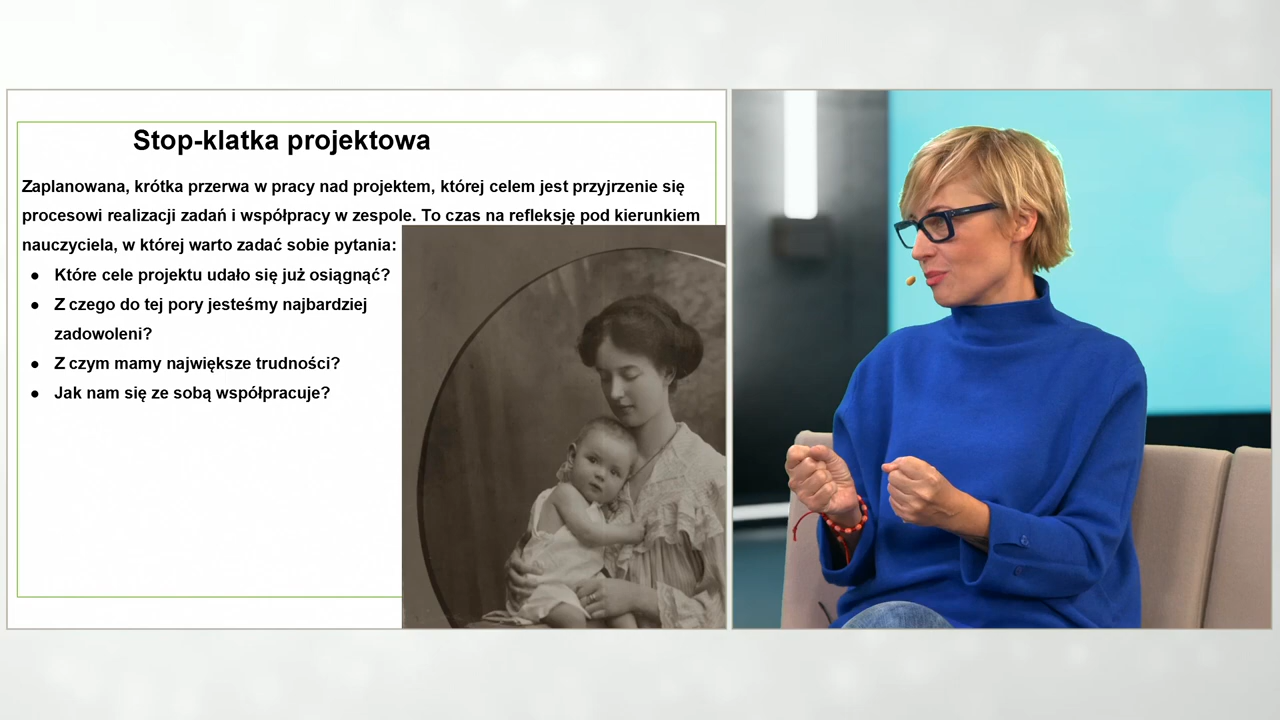 Stop-klatka projektowa
Zaplanowana, krótka przerwa w pracy nad projektem, której celem jest przyjrzenie się
procesowi realizacji zadań i współpracy w zespole. To czas na refleksję pod kierunkiem
nauczyciela, w której warto zadać sobie pytania:
● Które cele projektu udało się już osiągnąć?
● Z czego do tej pory jesteśmy najbardziej
zadowoleni?
● Z czym mamy największe trudności?
● Jak nam się ze sobą współpracuje?